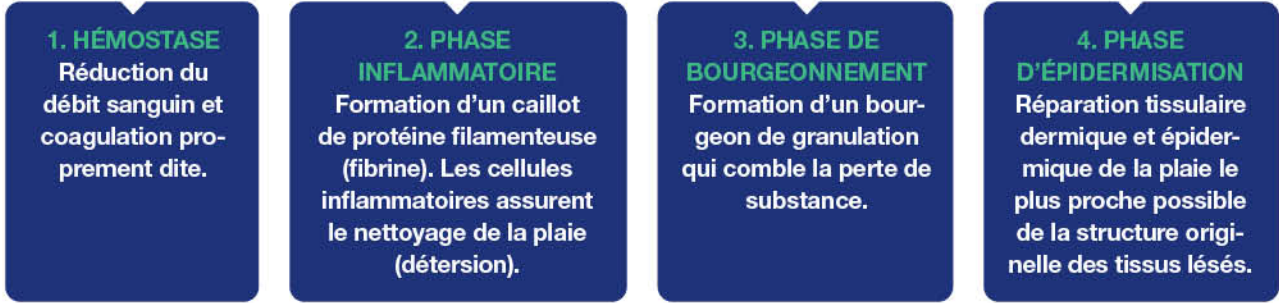 1. HÉMOSTASE
Réduction du
débit sanguin et
coagulation pro-
prement dite.
2. PHASE
INFLAMMATOIRE
Formation d’un caillot
de protéine filamenteuse
(fibrine). Les cellules
inflammatoires assurent
le nettoyage de la plaie
(détersion).
3. PHASE DE
BOURGEONNEMENT
Formation d’un bour-
geon de granulation
qui comble la perte de
substance.
4. PHASE
D’ÉPIDERMISATION
Réparation tissulaire
dermique et épider-
mique de la plaie le
plus proche possible
de la structure origi-
nelle des tissus lésés.